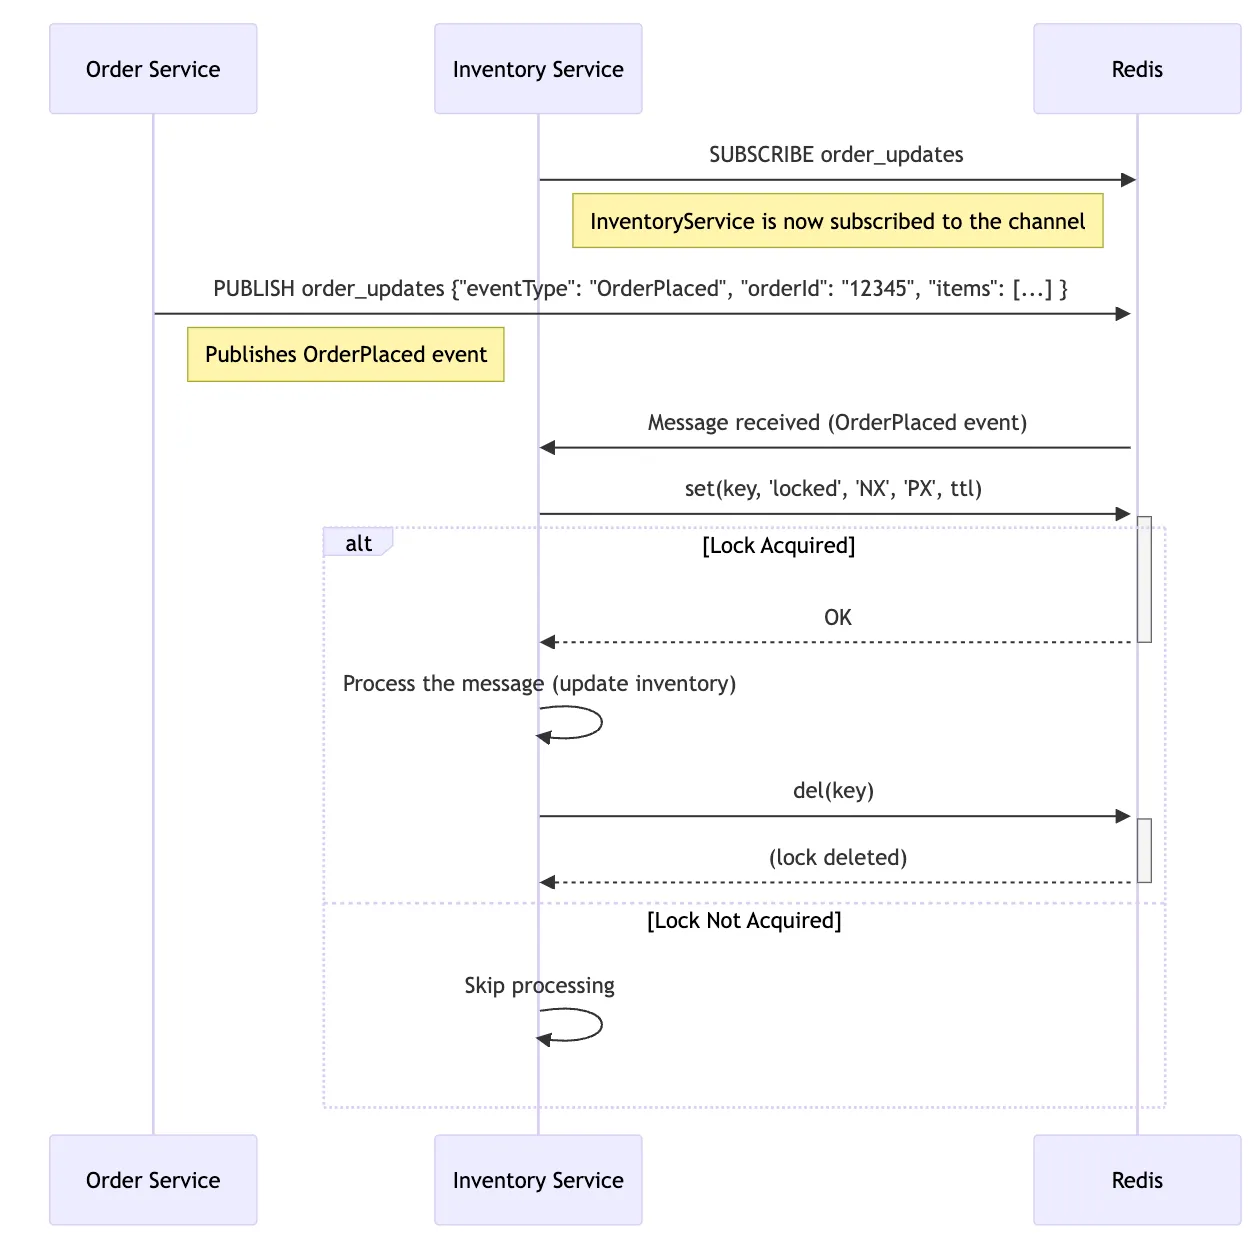 Order Service
Inventory Service
Redis
SUBSCRIBE order_updates
InventoryService is now subscribed to the channel
PUBLISH order_updates {"eventType": "OrderPlaced", "orderId": "12345", "items": [...] }
Publishes OrderPlaced event
Message received (OrderPlaced event)
set(key, 'locked', 'NX', 'PX', ttl)
alt
[Lock Acquired]
OK
Process the message (update inventory)
del(key)
(lock deleted)
[Lock Not Acquired]
Skip processing
Order Service
Inventory Service
Redis